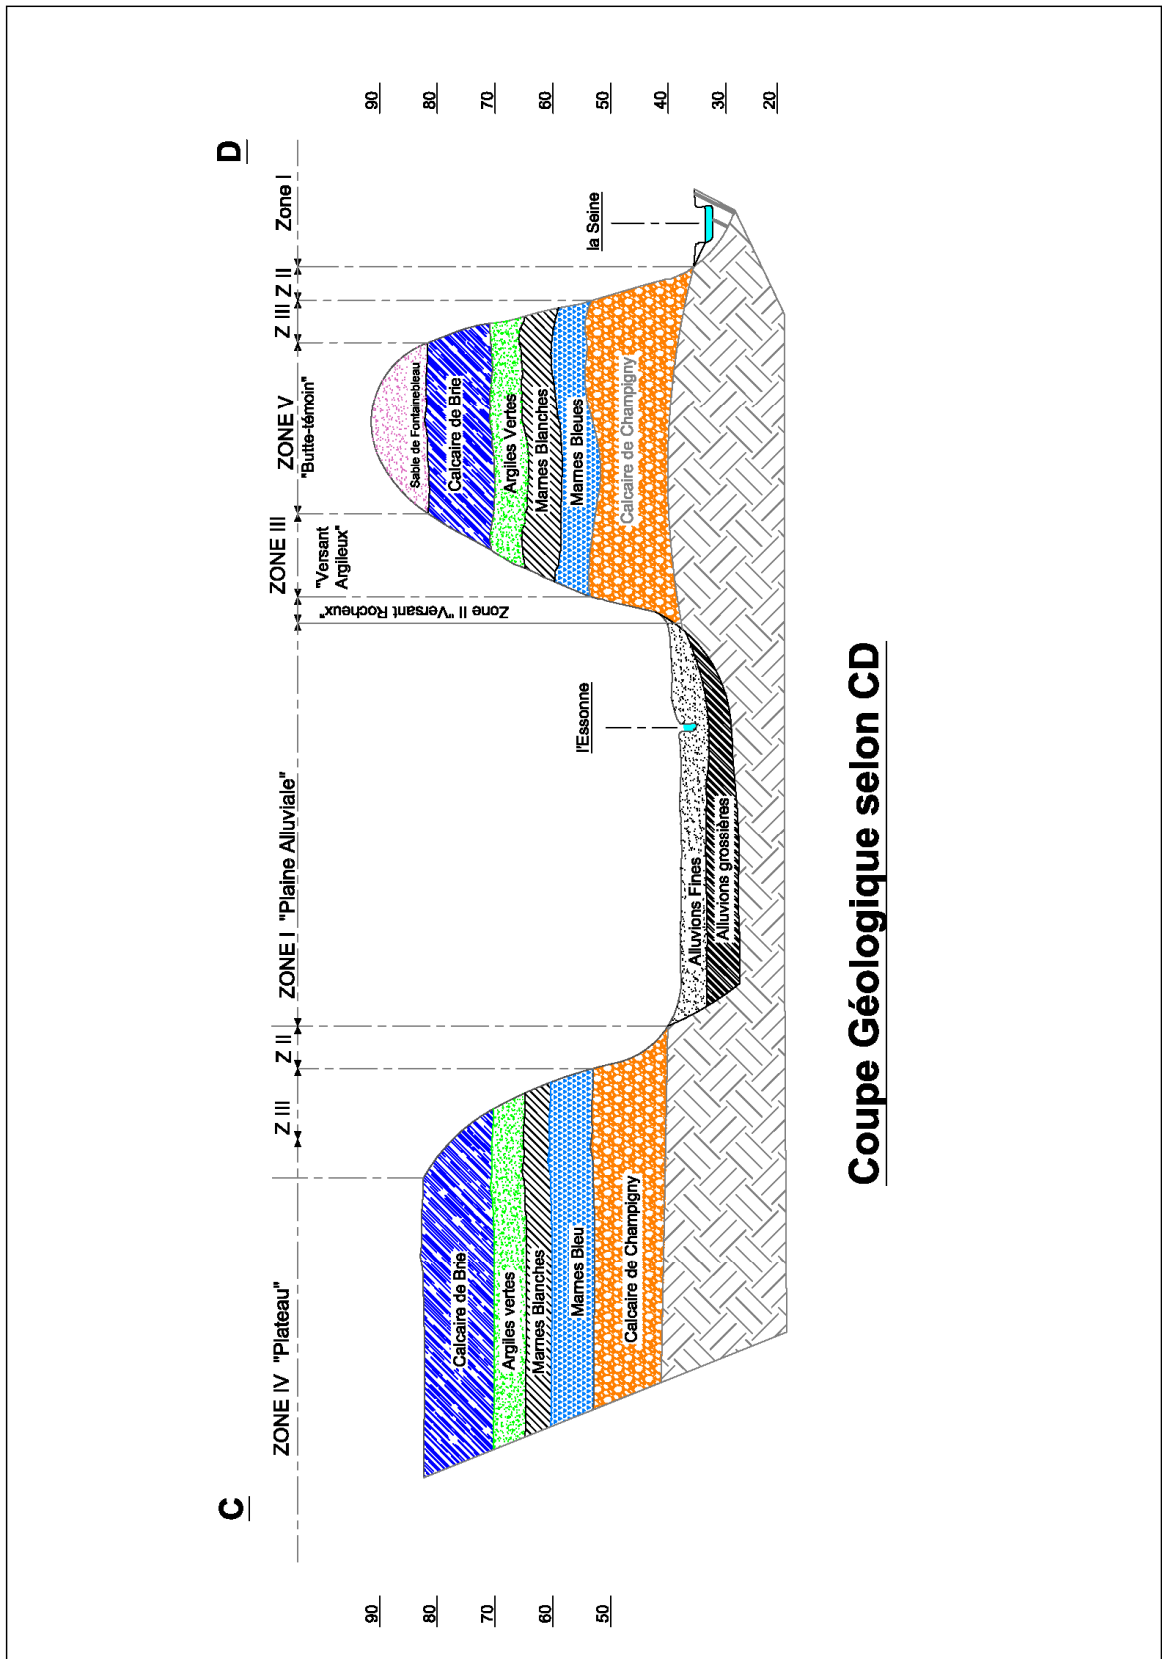 C
D
ZONE IV "Plateau"
Z III
Z II
ZONE I "Plaine Alluviale"
Zone II "Versant Rocheux"
ZONE III
"Versant
Argileux"
ZONE V
"Butte-témoin"
Z III
Z II
Zone I
90
80
70
60
50
90
80
70
60
50
40
30
20
Calcaire de Brie
Argiles vertes
Marnes Blanches
Marnes Bleu
Calcaire de Champigny
l'Essonne
Alluvions Fines
Alluvions grossières
Sable de Fontainebleau
Calcaire de Brie
Argiles Vertes
Marnes Blanches
Marnes Bleues
Calcaire de Champigny
la Seine
Coupe Géologique selon CD